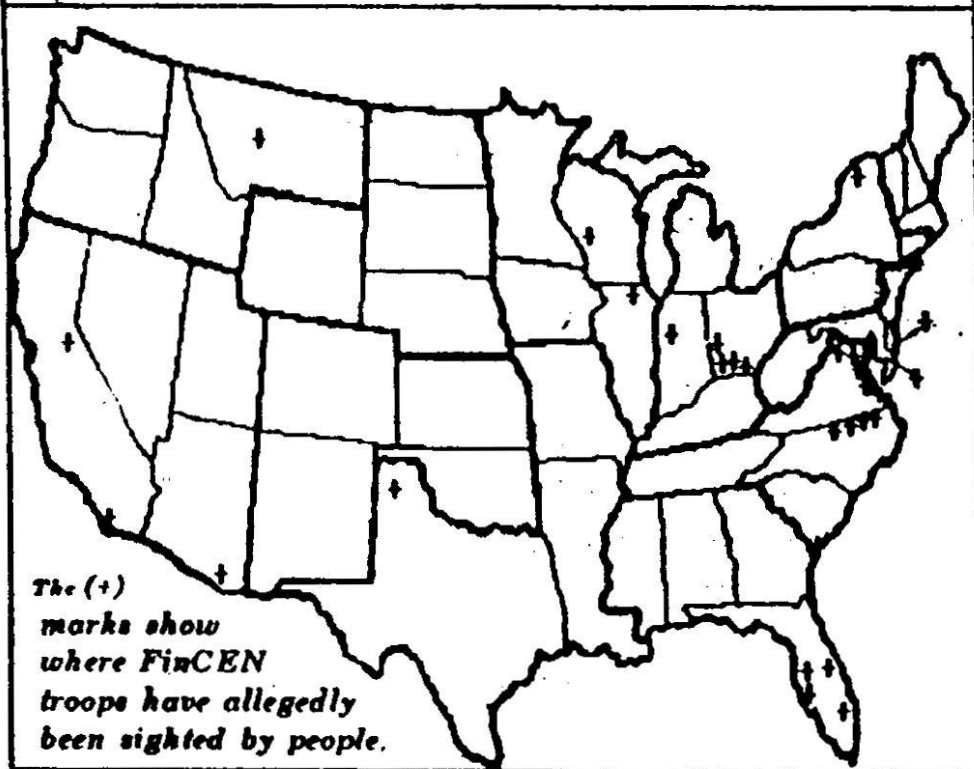 The (+)
marks show
where FinCEN
troops have allegedly
been sighted by people.